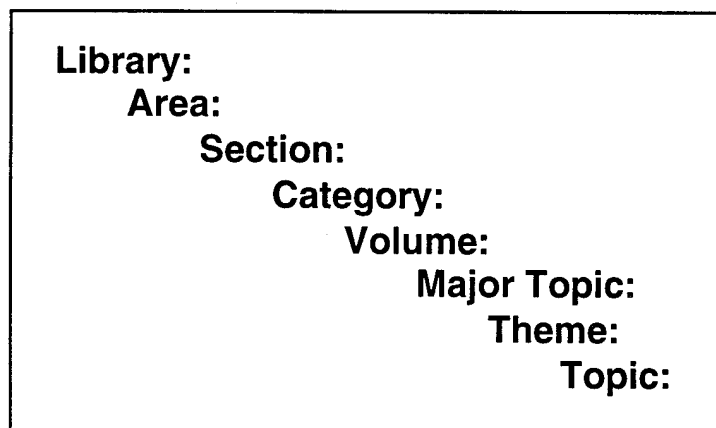 Library:
Area:
Section:
Category:
Volume:
Major Topic:
Theme:
Topic: